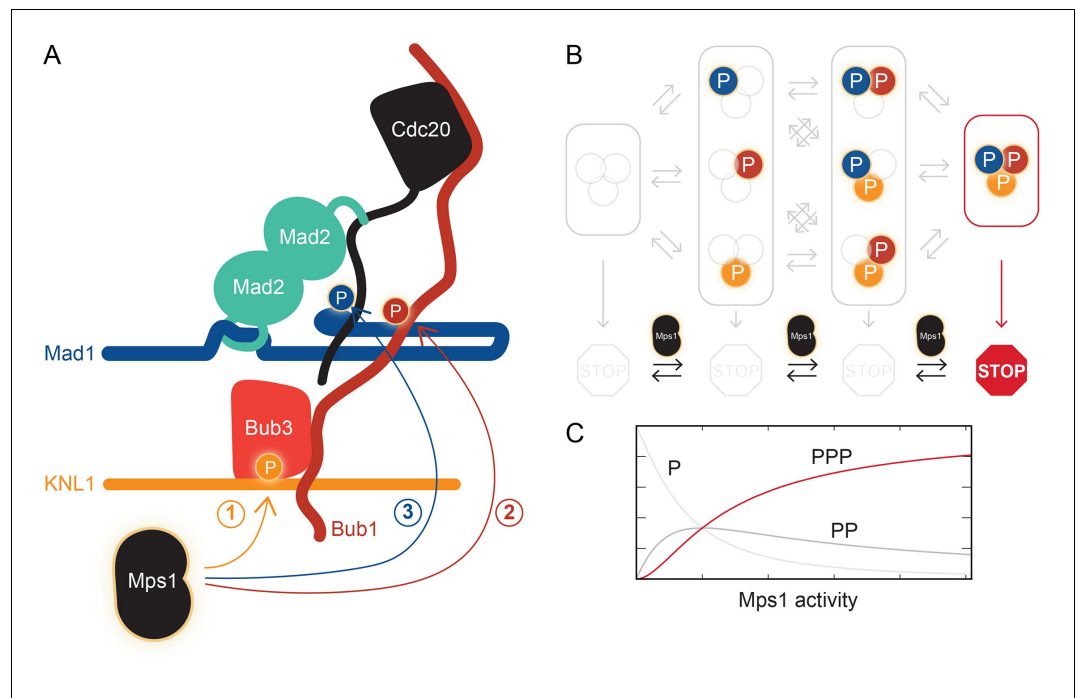 A
Cdc20
Mad2
Mad2
P
P
Mad1
Bub3
P
KNL1
1
3
2
Bub1
Mps1
B
P
P P
P
P
P P
P
P
P
P
P
P
Mps1
Mps1
Mps1
STOP
STOP
STOP
STOP
C
P
PPP
PP
Mps1 activity